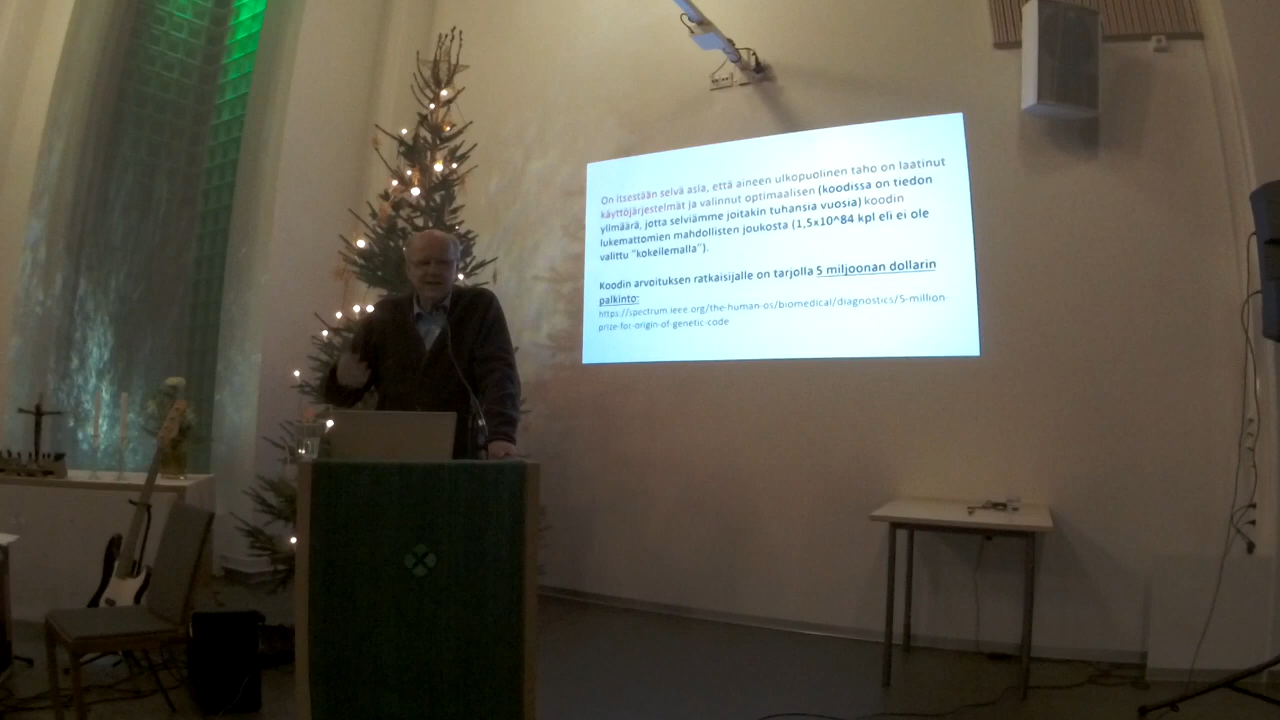 On itsestään selvä asia, että aineen ulkopuolinen taho on laatinut
käyttöjärjestelmät ja valinnut optimaalisen (koodissa on tiedon
ylimäärä, jotta selviämme joitakin tuhansia vuosia) koodin
lukemattomien mahdollisten joukosta (1,5x10^84 kpl eli ei ole
valittu "kokeilemalla").
Koodin arvoituksen ratkaisijalle on tarjolla 5 miljoonan dollarin
palkinto:
https://spectrum.ieee.org/the-human-os/biomedical/diagnostics/5-million-
prize-for-origin-of-genetic-code